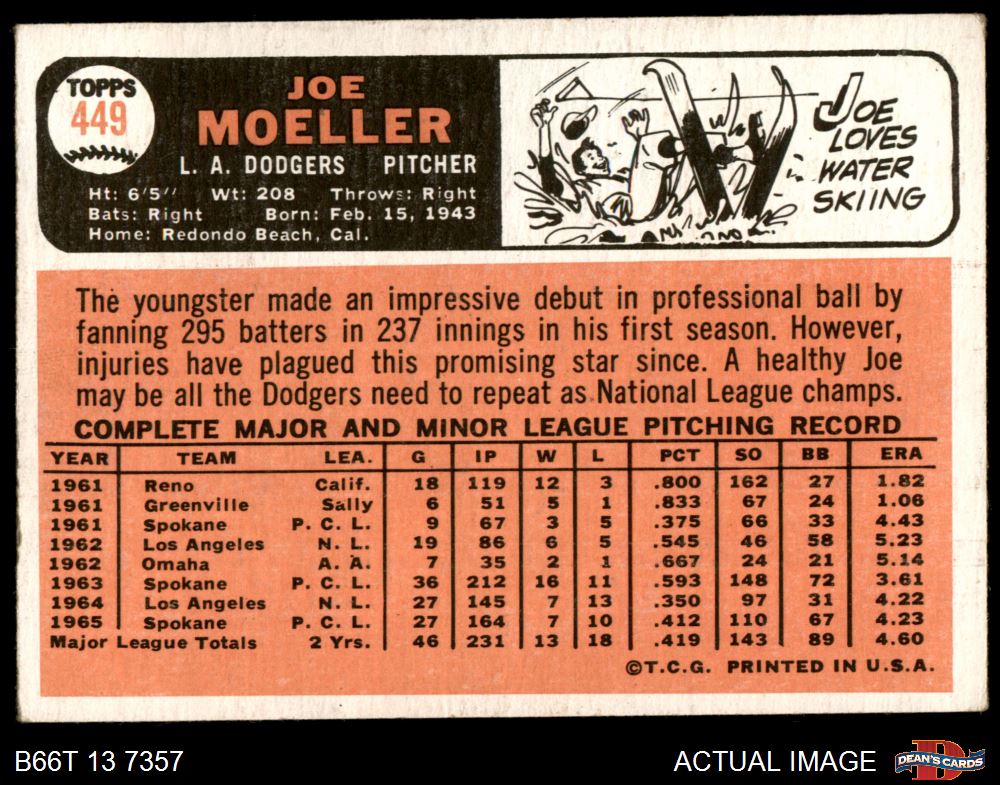 TOPPS
449
JOE
MOELLER
L. A. DODGERS PITCHER
Ht: 6'5" Wt: 208 Throws: Right
Bats: Right Born: Feb. 15, 1943
Home: Redondo Beach, Cal.
JOE
LOVES
WATER
SKIING
The youngster made an impressive debut in professional ball by
fanning 295 batters in 237 innings in his first season. However,
injuries have plagued this promising star since. A healthy Joe
may be all the Dodgers need to repeat as National League champs.
COMPLETE MAJOR AND MINOR LEAGUE PITCHING RECORD
YEAR TEAM LEA. G IP W L PCT SO BB ERA
1961 Reno Calif. 18 119 12 3 .800 162 27 1.82
1961 Greenville Sally 6 51 5 1 .833 67 24 1.06
1961 Spokane P. C. L. 9 67 3 5 .375 66 33 4.43
1962 Los Angeles N. L. 19 86 6 5 .545 46 58 5.23
1962 Omaha A. A. 7 35 2 1 .667 24 21 5.14
1963 Spokane P. C. L. 36 212 16 11 .593 148 72 3.61
1964 Los Angeles N. L. 27 145 7 13 .350 97 31 4.22
1965 Spokane P. C. L. 27 164 7 10 .412 110 67 4.23
Major League Totals 2 Yrs. 46 231 13 18 .419 143 89 4.60
©T.C.G. PRINTED IN U.S.A.
B66T 13 7357
ACTUAL IMAGE
D
DEAN'S CARDS